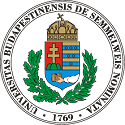 UNIVERSITAS BUDAPESTINENSIS DE SEMMELWEIS NOMINATA
• 1769 •